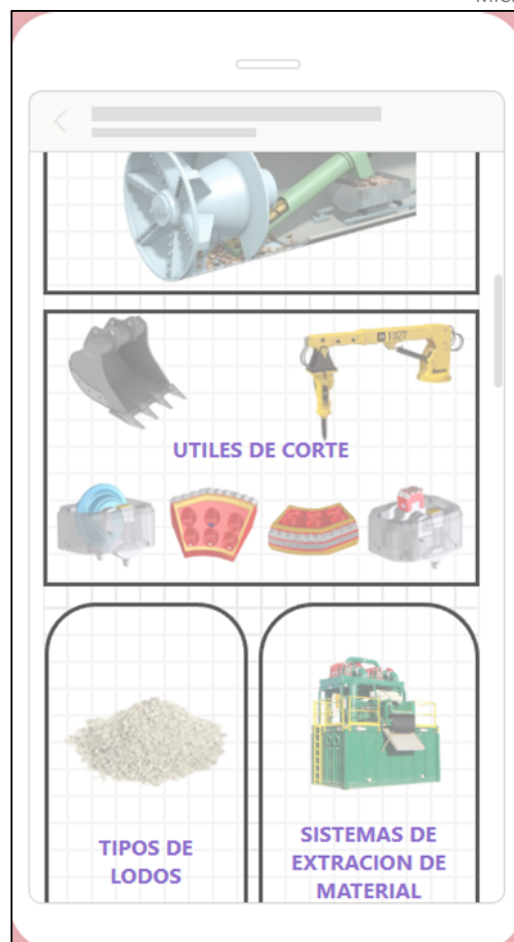 UTILES DE CORTE
TIPOS DE
LODOS
SISTEMAS DE
EXTRACION DE
MATERIAL